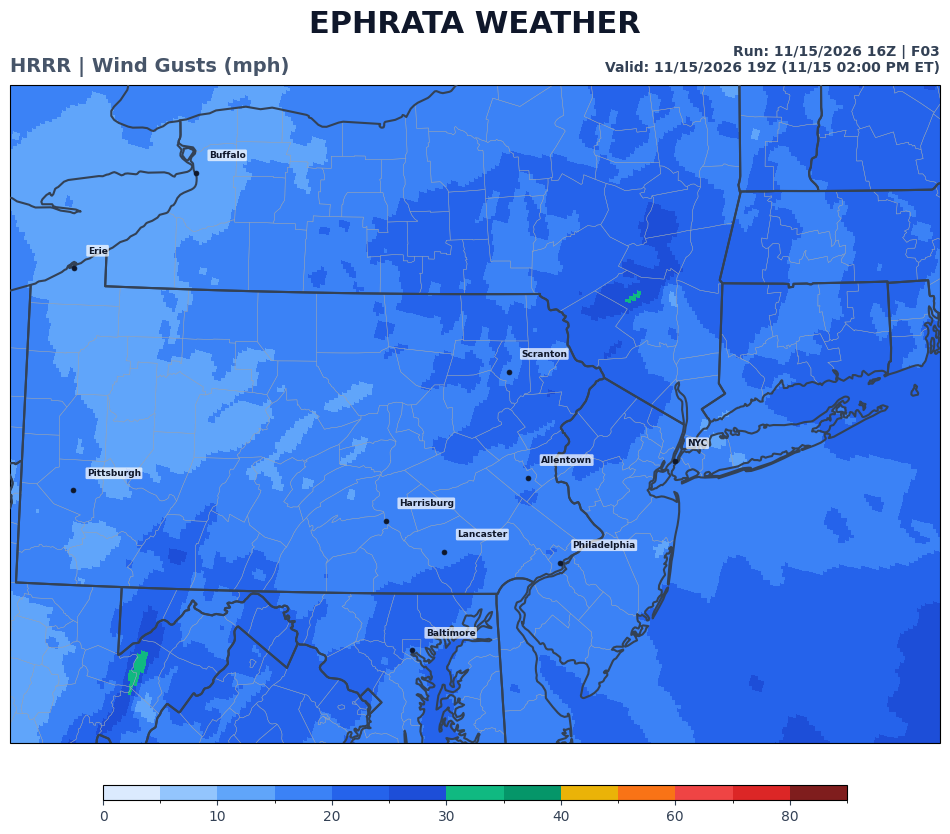 EPHRATA WEATHER
HRRR | Wind Gusts (mph)
Run: 11/15/2026 16Z | F03
Valid: 11/15/2026 19Z (11/15 02:00 PM ET)
Buffalo
Erie
Scranton
NYC
Allentown
Pittsburgh
Harrisburg
Lancaster
Philadelphia
Baltimore
0 10 20 30 40 50 60 70 80